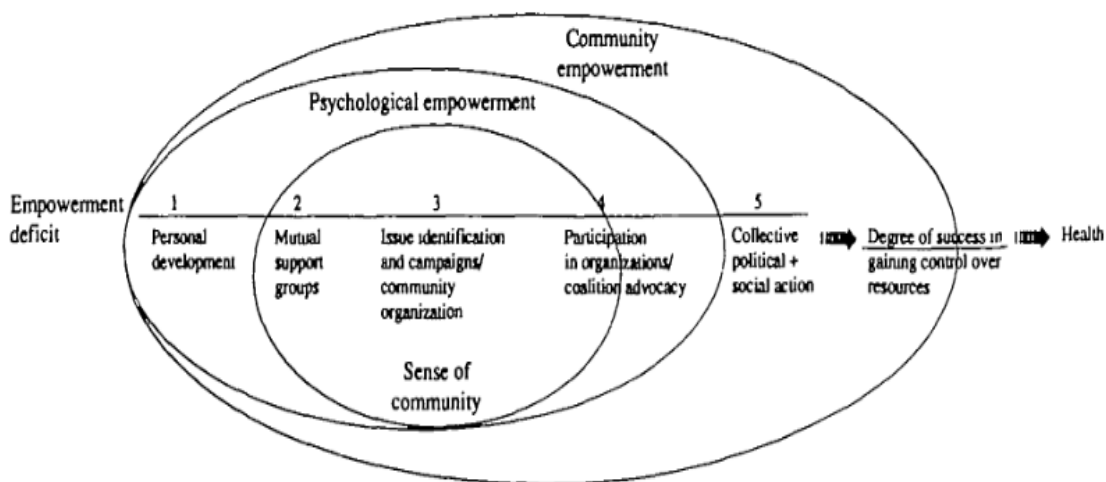 Community
empowerment
Psychological empowerment
Empowerment
deficit
1
2
3
4
5
Personal
development
Mutual
support
groups
Issue identification
and campaigns/
community
organization
Participation
in organizations/
coalition advocacy
Collective
political +
social action
Degree of success in
gaining control over
resources
Health
Sense of
community